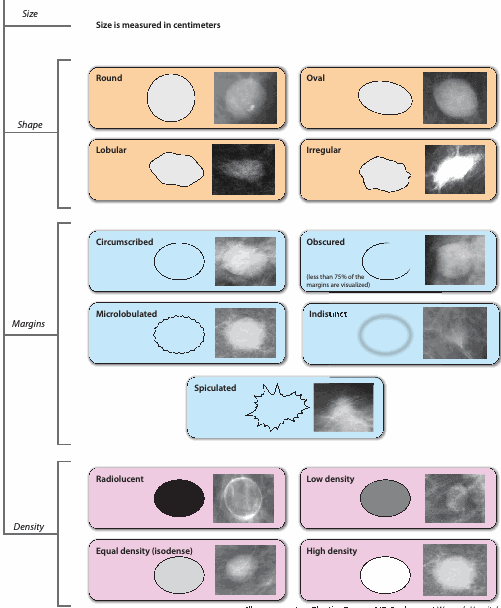 Size
Size is measured in centimeters
Shape
Round
Oval
Lobular
Irregular
Margins
Circumscribed
Obscured
(less than 75% of the
margins are visualized)
Microlobulated
Indistinct
Spiculated
Density
Radiolucent
Low density
Equal density (isodense)
High density